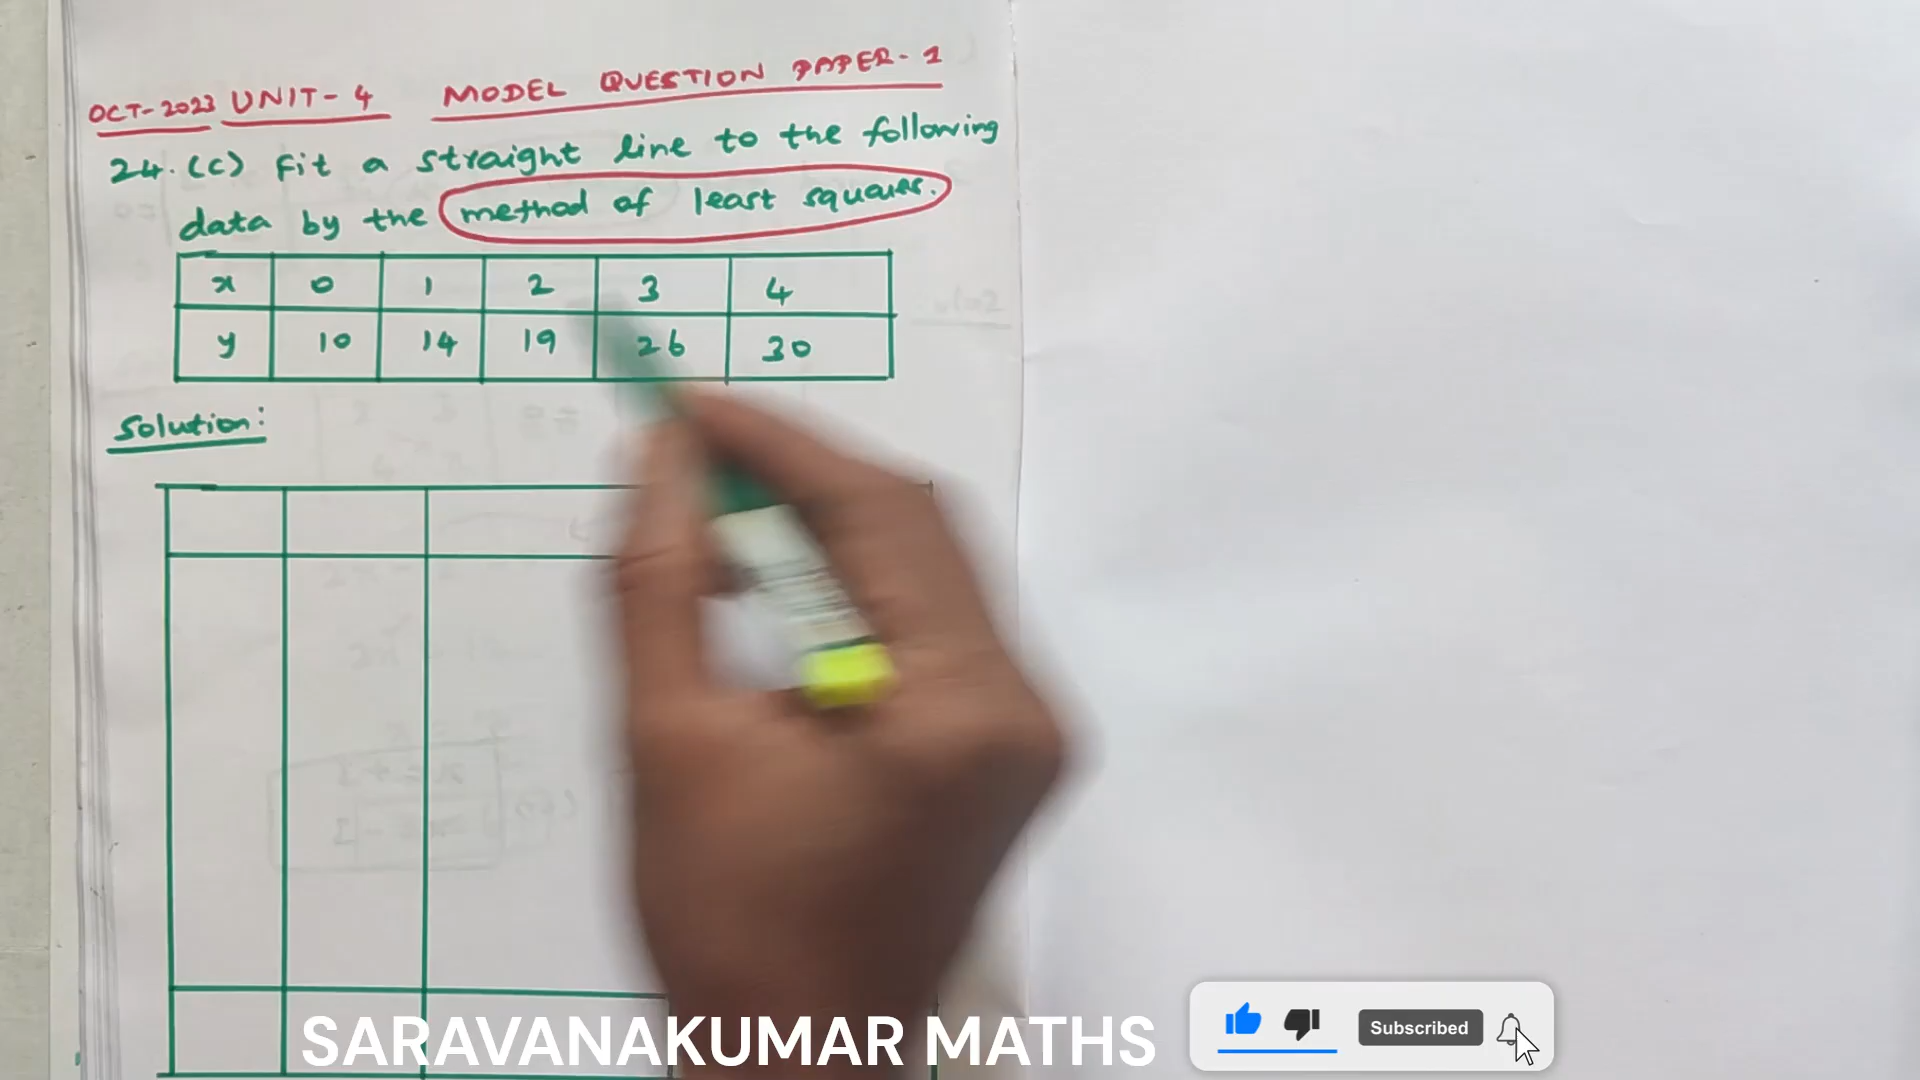 OCT-2023 UNIT-4 MODEL QUESTION PAPER-1
24.(c) Fit a straight line to the following
data by the method of least squares.
x 0 1 2 3 4
y 10 14 19 26 30
Solution:
SARAVANAKUMAR MATHS
Subscribed